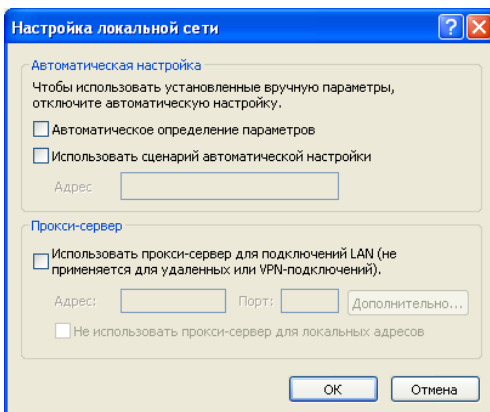 Настройка локальной сети
Автоматическая настройка
Чтобы использовать установленные вручную параметры,
отключите автоматическую настройку.
Автоматическое определение параметров
Использовать сценарий автоматической настройки
Адрес
Прокси-сервер
Использовать прокси-сервер для подключений LAN (не
применяется для удаленных или VPN-подключений).
Адрес: Порт: Дополнительно...
Не использовать прокси-сервер для локальных адресов
ОК Отмена